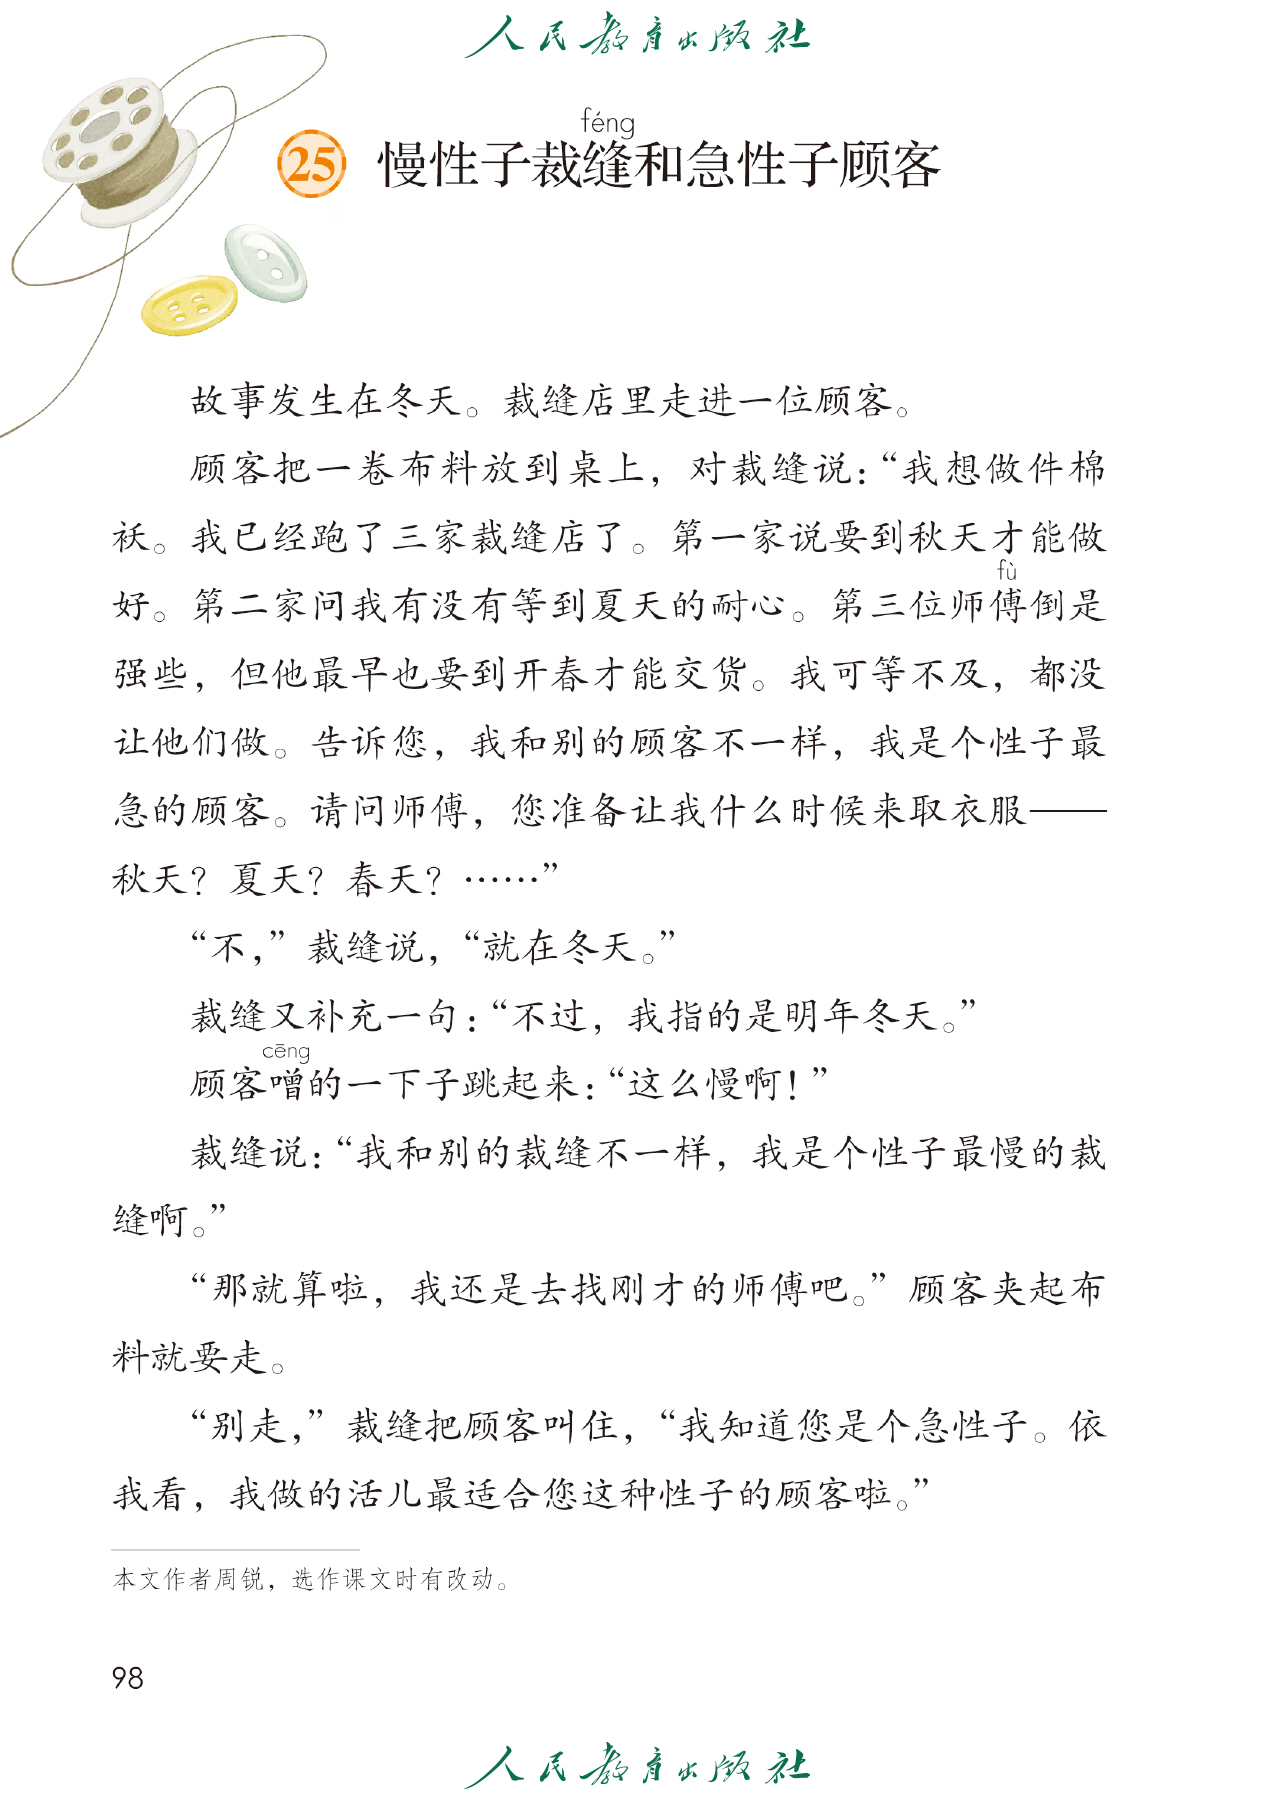 人民教育出版社
féng
25 慢性子裁缝和急性子顾客
故事发生在冬天。裁缝店里走进一位顾客。
顾客把一卷布料放到桌上，对裁缝说：“我想做件棉
袄。我已经跑了三家裁缝店了。第一家说要到秋天才能做
fù
好。第二家问我有没有等到夏天的耐心。第三位师傅倒是
强些，但他最早也要到开春才能交货。我可等不及，都没
让他们做。告诉您，我和别的顾客不一样，我是个性子最
急的顾客。请问师傅，您准备让我什么时候来取衣服——
秋天？夏天？春天？……”
“不，”裁缝说，“就在冬天。”
裁缝又补充一句：“不过，我指的是明年冬天。”
cēng
顾客噌的一下子跳起来：“这么慢啊！”
裁缝说：“我和别的裁缝不一样，我是个性子最慢的裁
缝啊。”
“那就算啦，我还是去找刚才的师傅吧。”顾客夹起布
料就要走。
“别走，”裁缝把顾客叫住，“我知道您是个急性子。依
我看，我做的活儿最适合您这种性子的顾客啦。”
本文作者周锐，选作课文时有改动。
98
人民教育出版社